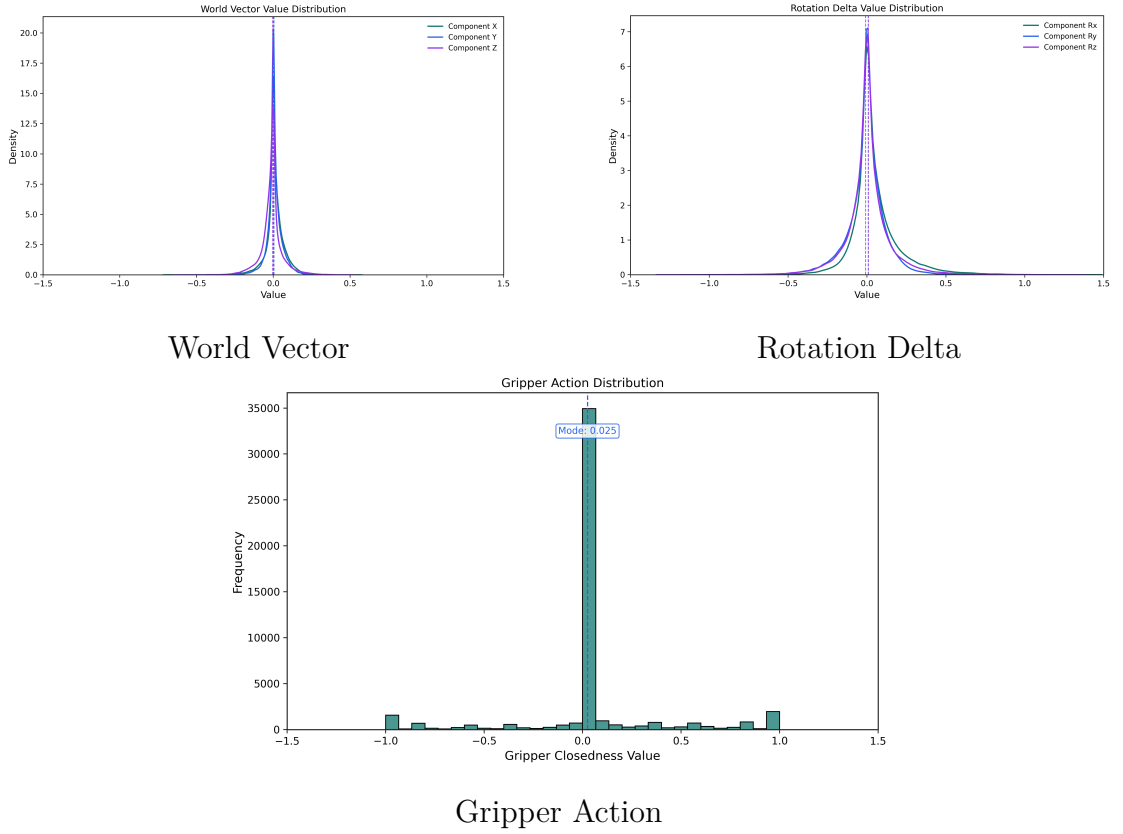 World Vector Value Distribution
Component X
Component Y
Component Z
Density
20.0
17.5
15.0
12.5
10.0
7.5
5.0
2.5
0.0
−1.5 −1.0 −0.5 0.0 0.5 1.0 1.5
Value
World Vector
Rotation Delta Value Distribution
Component Rx
Component Ry
Component Rz
Density
7
6
5
4
3
2
1
0
−1.5 −1.0 −0.5 0.0 0.5 1.0 1.5
Value
Rotation Delta
Gripper Action Distribution
Mode: 0.025
Frequency
35000
30000
25000
20000
15000
10000
5000
0
−1.5 −1.0 −0.5 0.0 0.5 1.0 1.5
Gripper Closedness Value
Gripper Action